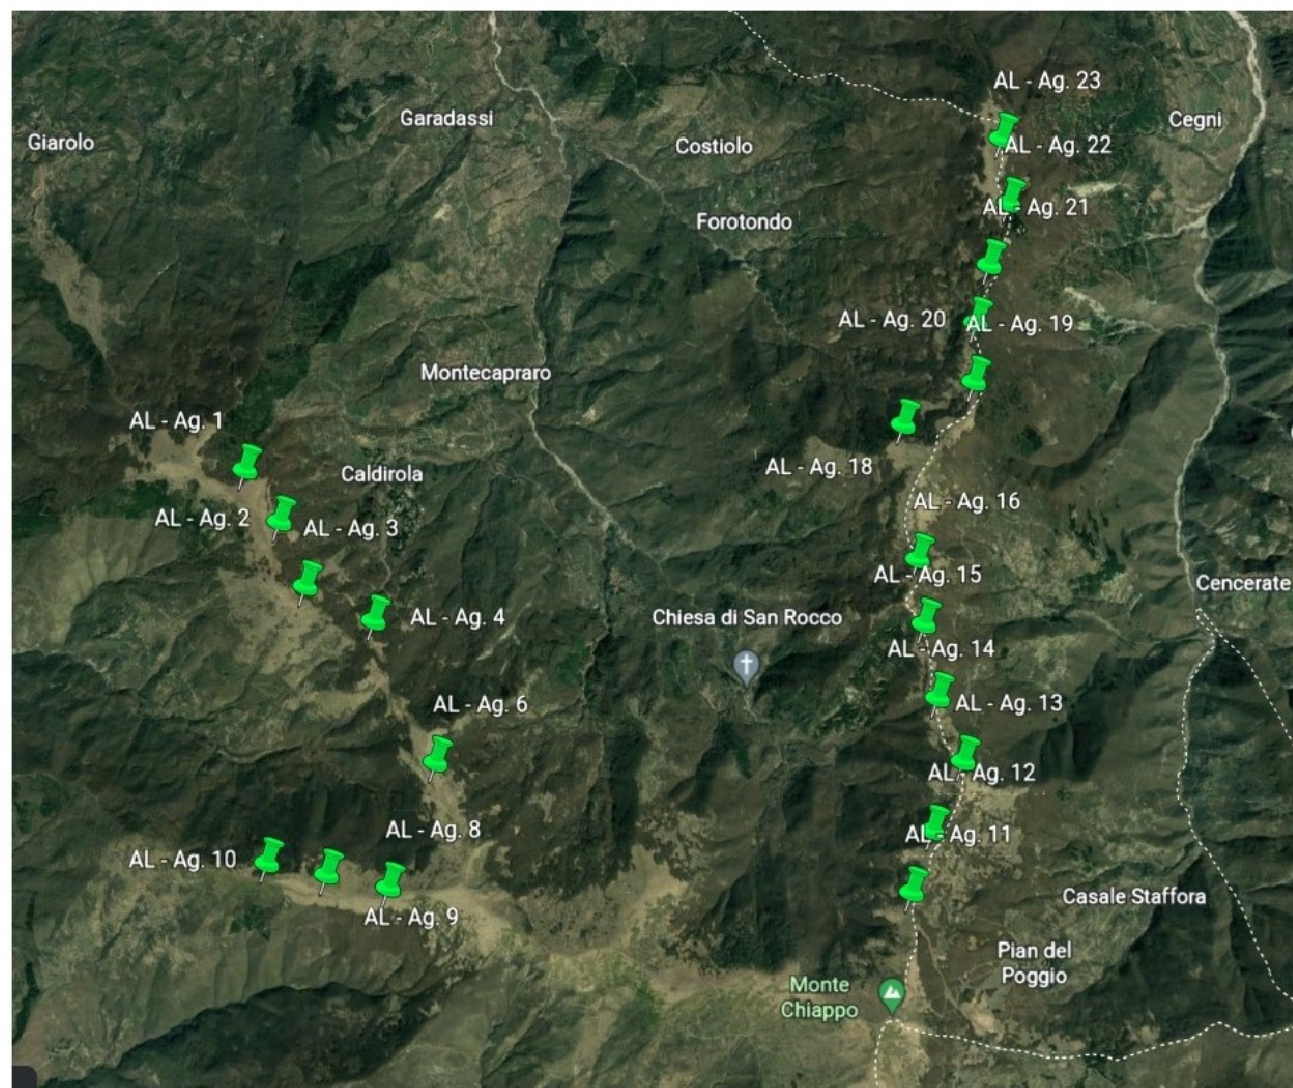 AL - Ag. 23
Garadassi
Cegni
Giarolo
Costiolo
AL - Ag. 22
AL - Ag. 21
Forotondo
AL - Ag. 20
AL - Ag. 19
Montecapraro
AL - Ag. 1
Caldirola
AL - Ag. 18
AL - Ag. 16
AL - Ag. 2
AL - Ag. 3
AL - Ag. 15
Cencerate
AL - Ag. 4
Chiesa di San Rocco
AL - Ag. 14
AL - Ag. 6
AL - Ag. 13
AL - Ag. 12
AL - Ag. 8
AL - Ag. 11
AL - Ag. 10
Casale Staffora
AL - Ag. 9
Pian del
Poggio
Monte
Chiappo